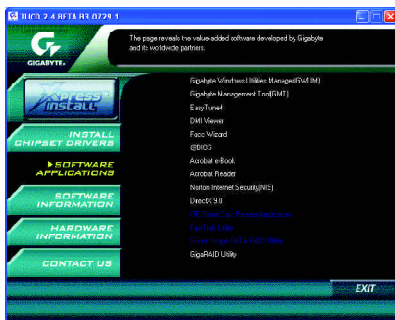 TUCD 2.4 BETA B3 0729.1
The page reveals the value-added software developed by Gigabyte
and its worldwide partners.
GIGABYTE
Xpress
INSTALL
INSTALL
CHIPSET DRIVERS
SOFTWARE
APPLICATIONS
SOFTWARE
INFORMATION
HARDWARE
INFORMATION
CONTACT US
Gigabyte Windows Utilities Manager(GWUM)
Gigabyte Management Tool(GMT)
EasyTune4
DMI Viewer
Face Wizard
@BIOS
Acrobat e-Book
Acrobat Reader
Norton Internet Security(NIS)
DirectX 9.0
GigaRAID Utility
EXIT